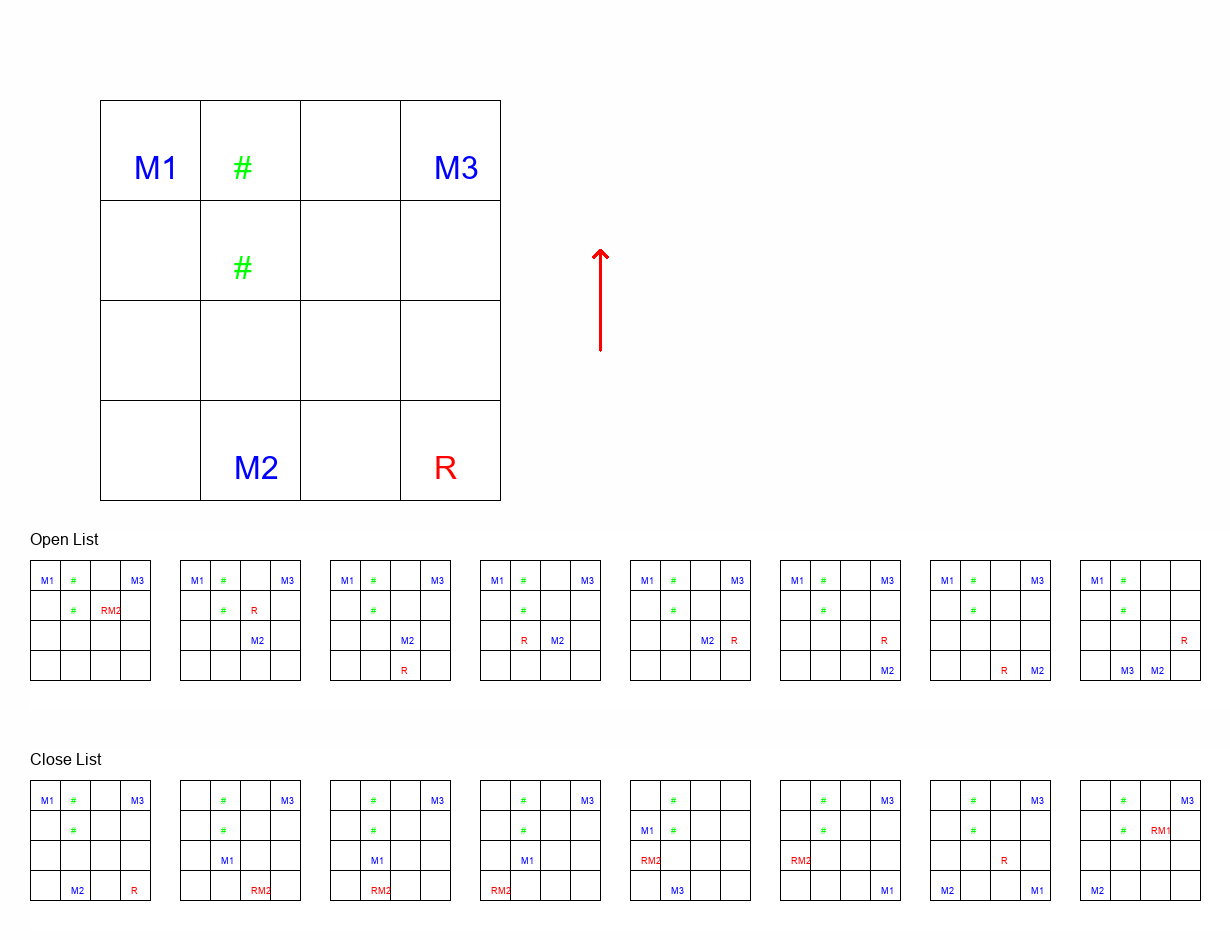 M1 # M3
#
M2 R
Open List
M1 # M3 M1 # M3 M1 # M3 M1 # M3 M1 # M3 M1 # M3 M1 # M3 M1 #
# RM2 # R # # # # # #
M2 M2 R M2 M2 R R R
R M2 R M2 M3 M2
Close List
M1 # M3 # M3 # M3 # M3 # # M3 # M3 # M3
# # # # M1 # # # # RM1
M1 M1 M1 RM2 RM2 R
M2 R RM2 RM2 RM2 M3 M1 M2 M1 M2